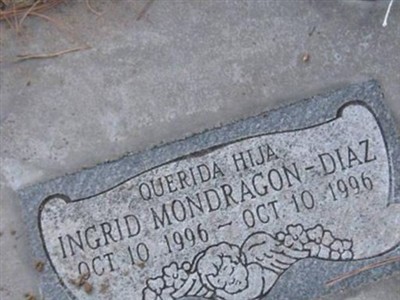 QUERIDA HIJA
INGRID MONDRAGON-DIAZ
OCT 10 1996 - OCT 10 1996